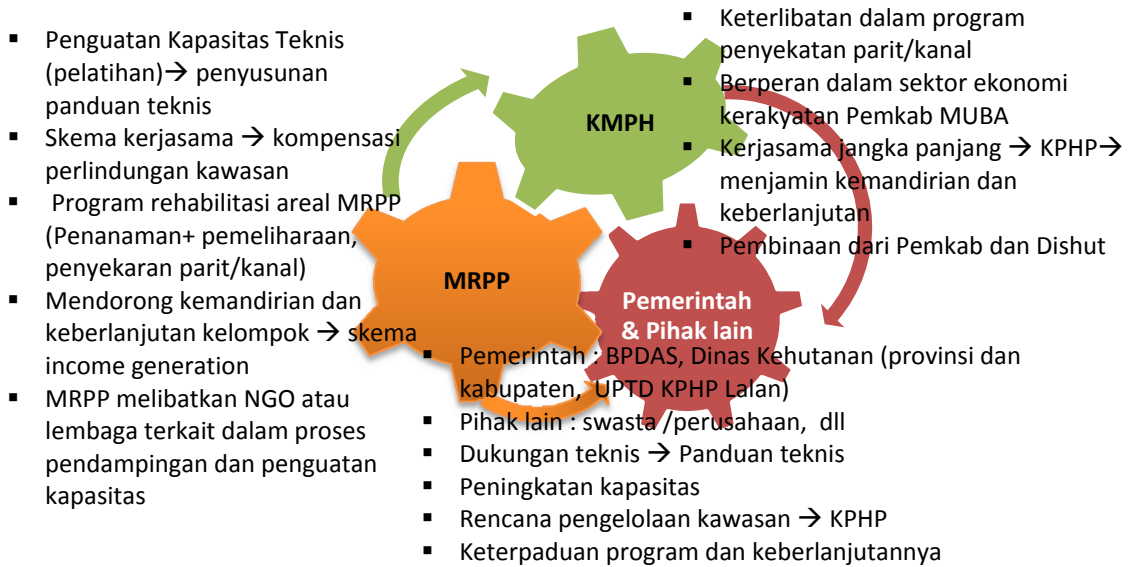 ▪ Penguatan Kapasitas Teknis
(pelatihan)→ penyusunan
panduan teknis
▪ Skema kerjasama → kompensasi
perlindungan kawasan
▪ Program rehabilitasi areal MRPP
(Penanaman+ pemeliharaan,
penyekaran parit/kanal)
▪ Mendorong kemandirian dan
keberlanjutan kelompok → skema
income generation
▪ MRPP melibatkan NGO atau
lembaga terkait dalam proses
pendampingan dan penguatan
kapasitas
KMPH
▪ Keterlibatan dalam program
penyekatan parit/kanal
▪ Berperan dalam sektor ekonomi
kerakyatan Pemkab MUBA
▪ Kerjasama jangka panjang → KPHP→
menjamin kemandirian dan
keberlanjutan
▪ Pembinaan dari Pemkab dan Dishut
MRPP
Pemerintah
& Pihak lain
▪ Pemerintah : BPDAS, Dinas Kehutanan (provinsi dan
kabupaten, UPTD KPHP Lalan)
▪ Pihak lain : swasta /perusahaan, dll
▪ Dukungan teknis → Panduan teknis
▪ Peningkatan kapasitas
▪ Rencana pengelolaan kawasan → KPHP
▪ Keterpaduan program dan keberlanjutannya